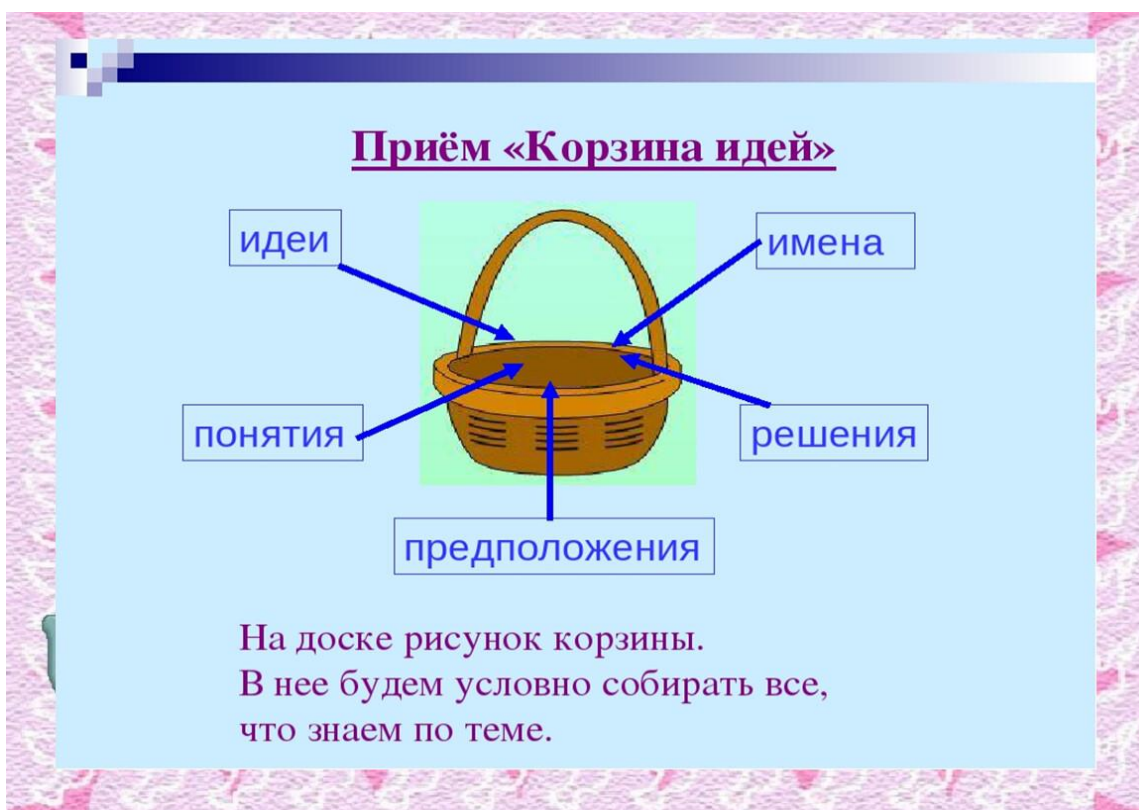 Приём «Корзина идей»
идеи
имена
понятия
решения
предположения
На доске рисунок корзины.
В нее будем условно собирать все,
что знаем по теме.